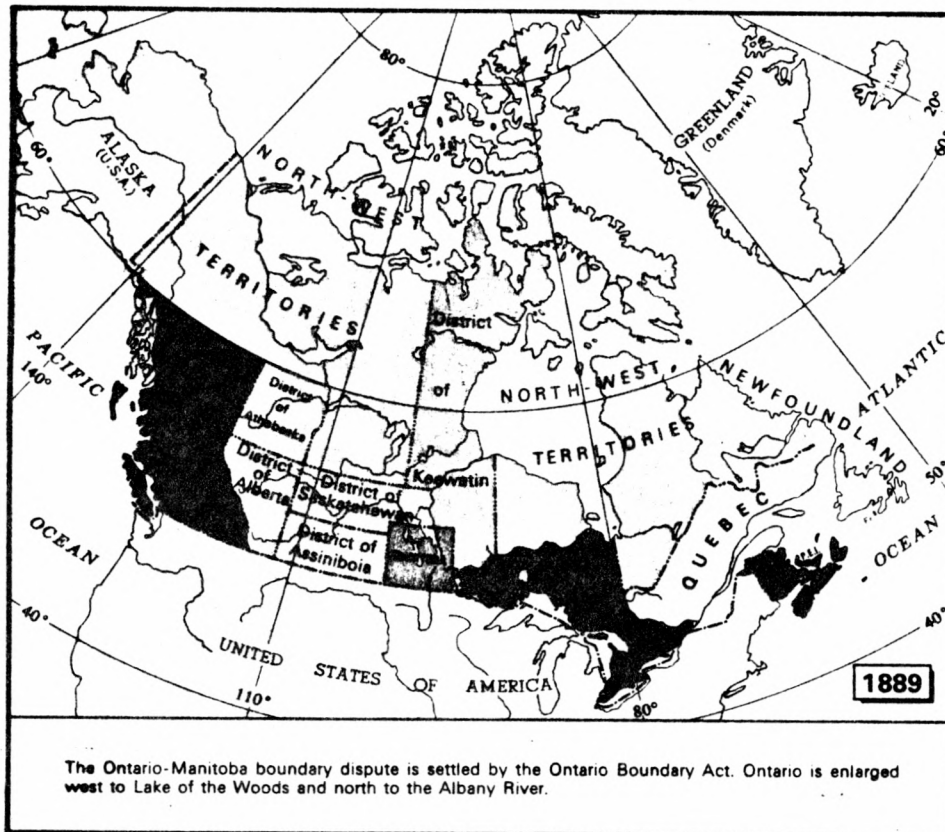 80°
20°
60°
GREENLAND
(Denmark)
ALASKA
(U.S.A.)
60°
NORTH-WEST
TERRITORIES
District
of
Keewatin
PACIFIC
140°
OCEAN
District
of
Athabaska
NORTH-WEST
TERRITORIES
NEWFOUNDLAND
ATLANTIC
OCEAN
50°
District
of
Alberta
District of
Saskatchewan
District of
Assiniboia
QUEBEC
P.E.I.
40°
40°
UNITED STATES OF AMERICA
110°
80°
1889
The Ontario-Manitoba boundary dispute is settled by the Ontario Boundary Act. Ontario is enlarged
west to Lake of the Woods and north to the Albany River.